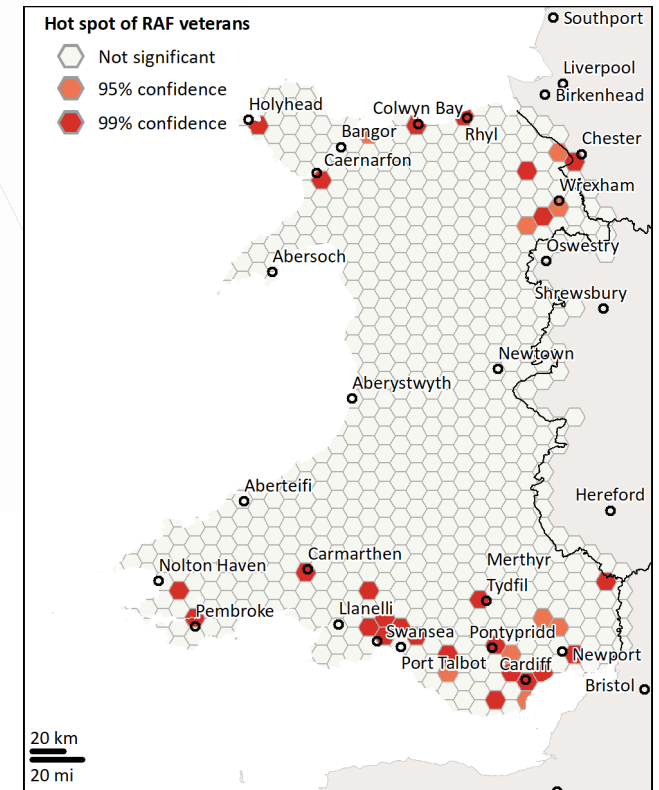 Hot spot of RAF veterans
Not significant
95% confidence
99% confidence
Southport
Liverpool
Birkenhead
Holyhead
Colwyn Bay
Bangor
Rhyl
Chester
Caernarfon
Wrexham
Oswestry
Abersoch
Shrewsbury
Newtown
Aberystwyth
Aberteifi
Hereford
Carmarthen
Merthyr
Tydfil
Nolton Haven
Pembroke
Llanelli
Swansea
Pontypridd
Port Talbot
Cardiff
Newport
Bristol
20 km
20 mi